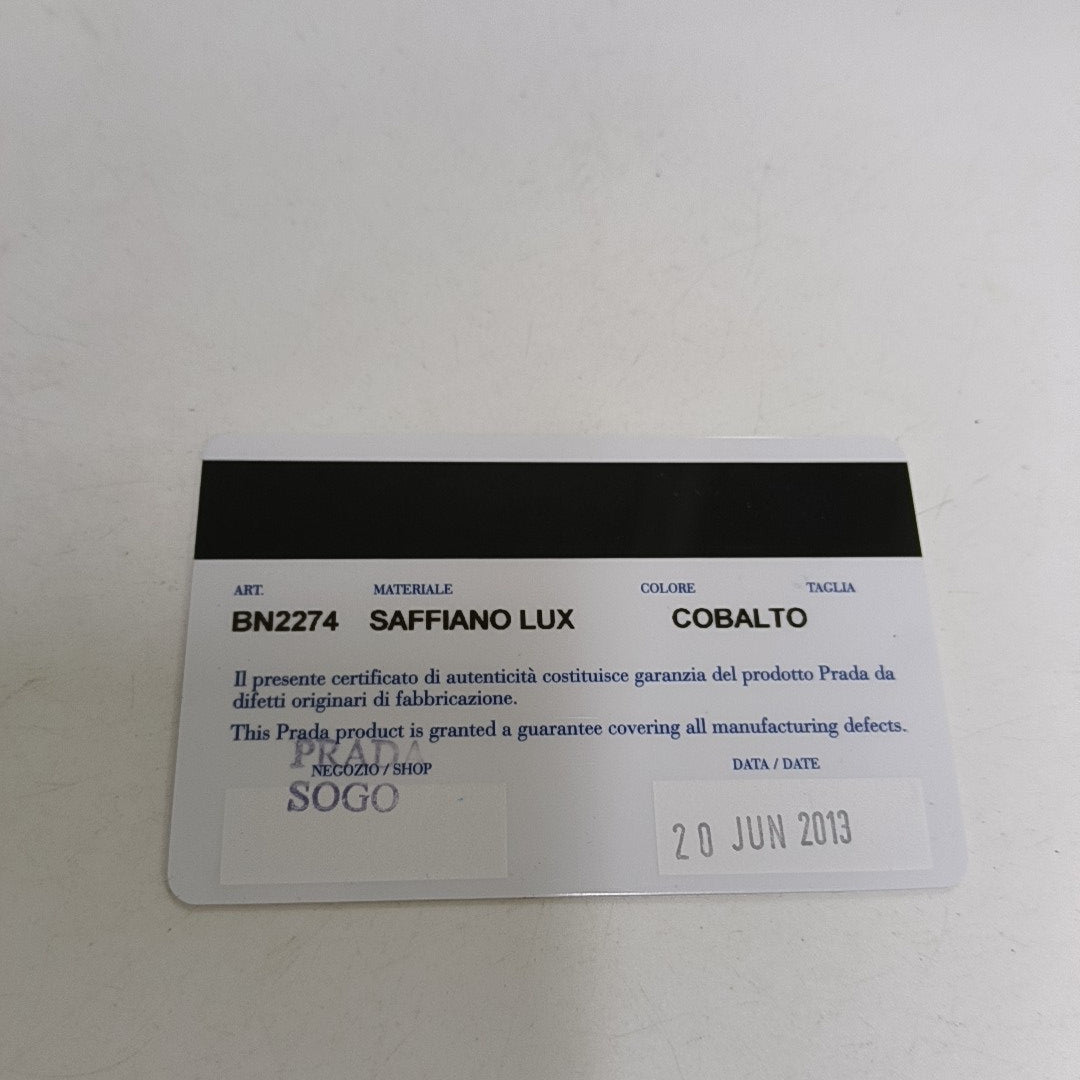 ART. MATERIALE COLORE TAGLIA
BN2274 SAFFIANO LUX COBALTO
Il presente certificato di autenticità costituisce garanzia del prodotto Prada da
difetti originari di fabbricazione.
This Prada product is granted a guarantee covering all manufacturing defects.
PRADA
NEGOZIO / SHOP DATA / DATE
SOGO
20 JUN 2013